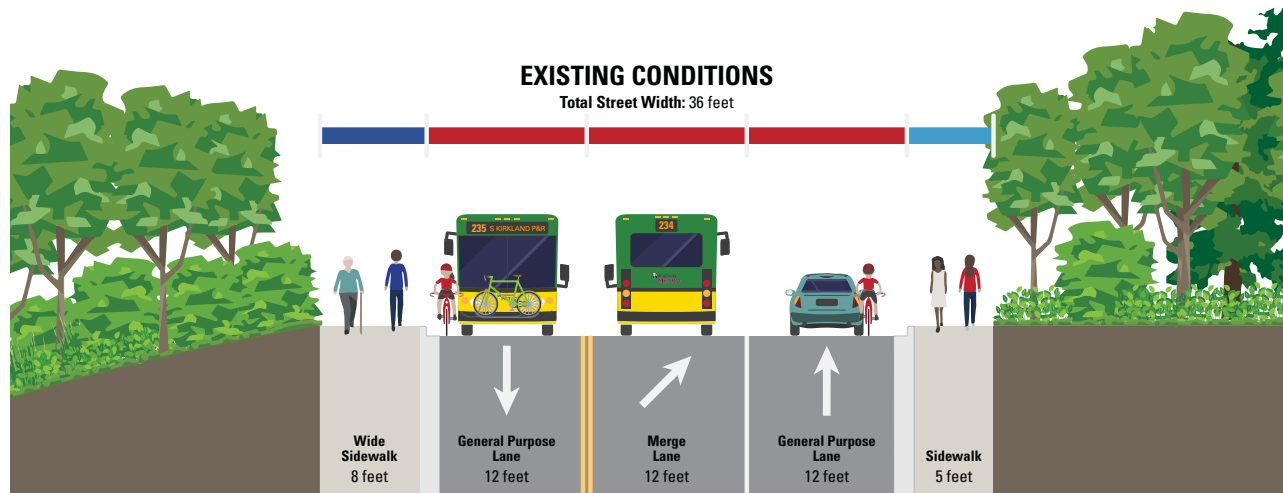 EXISTING CONDITIONS
Total Street Width: 36 feet
235 S KIRKLAND P&R
234
METRO
Wide
Sidewalk
8 feet
General Purpose
Lane
12 feet
Merge
Lane
12 feet
General Purpose
Lane
12 feet
Sidewalk
5 feet